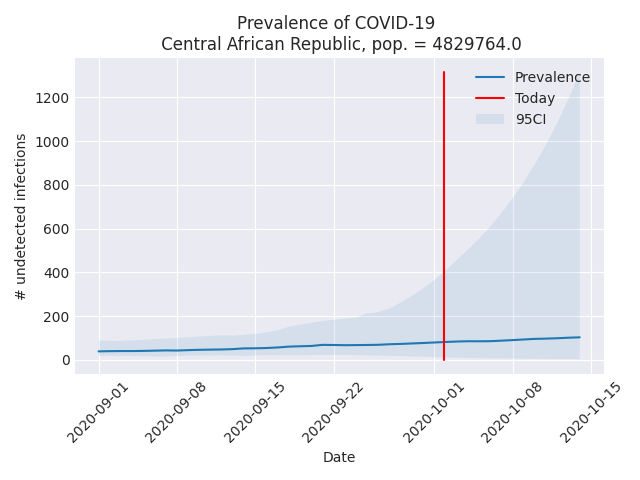 Prevalence of COVID-19
Central African Republic, pop. = 4829764.0
Prevalence
Today
95CI
# undetected infections
1200
1000
800
600
400
200
0
2020-09-01
2020-09-08
2020-09-15
2020-09-22
2020-10-01
2020-10-08
2020-10-15
Date